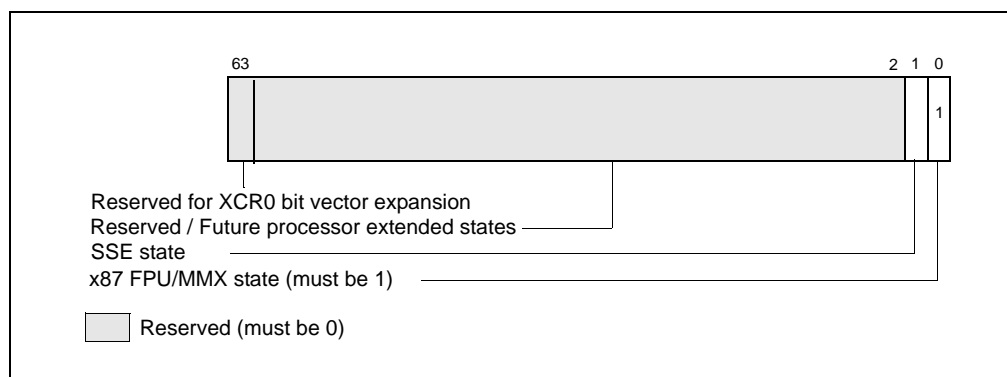 63 2 1 0
1
Reserved for XCR0 bit vector expansion
Reserved / Future processor extended states
SSE state
x87 FPU/MMX state (must be 1)
Reserved (must be 0)